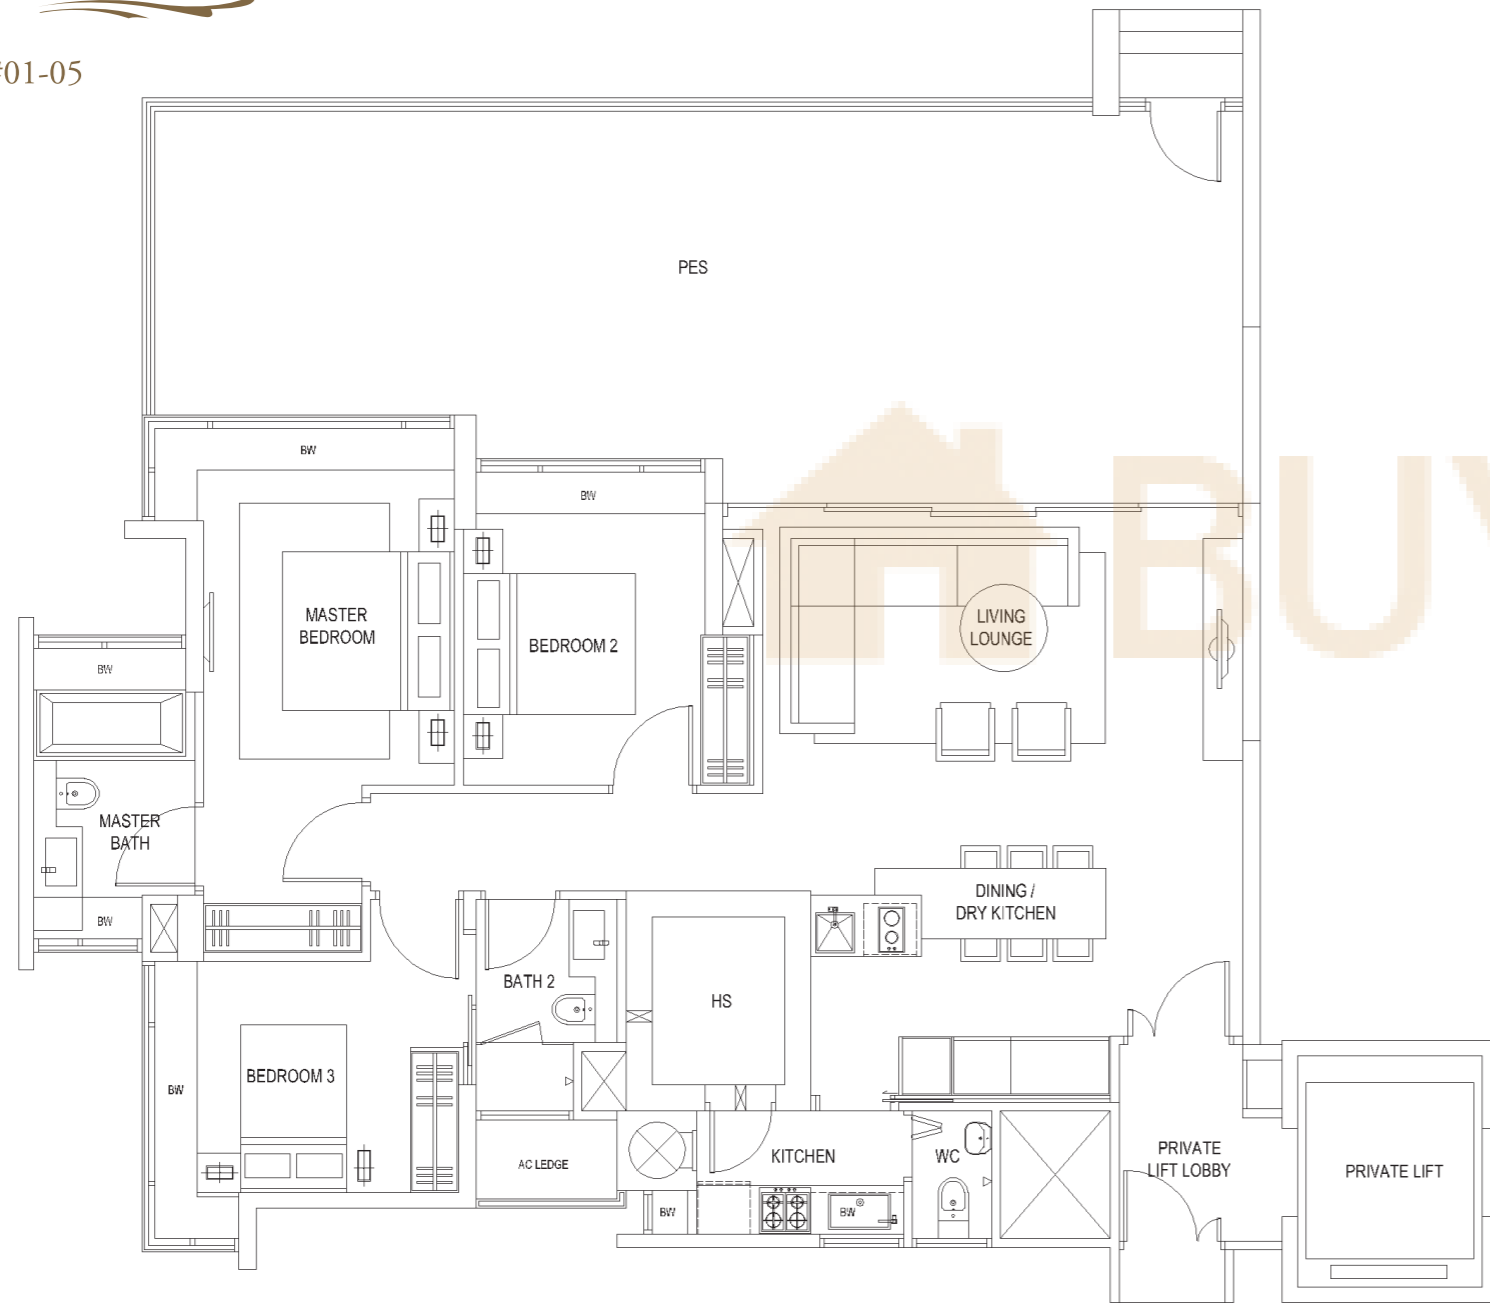 #01-05
PES
BW
BW
MASTER
BEDROOM
BEDROOM 2
LIVING
LOUNGE
BUY
BW
MASTER
BATH
BW
DINING /
DRY KITCHEN
BATH 2
HS
BEDROOM 3
BW
AC LEDGE
KITCHEN
WC
PRIVATE
LIFT LOBBY
PRIVATE LIFT
BW
BW